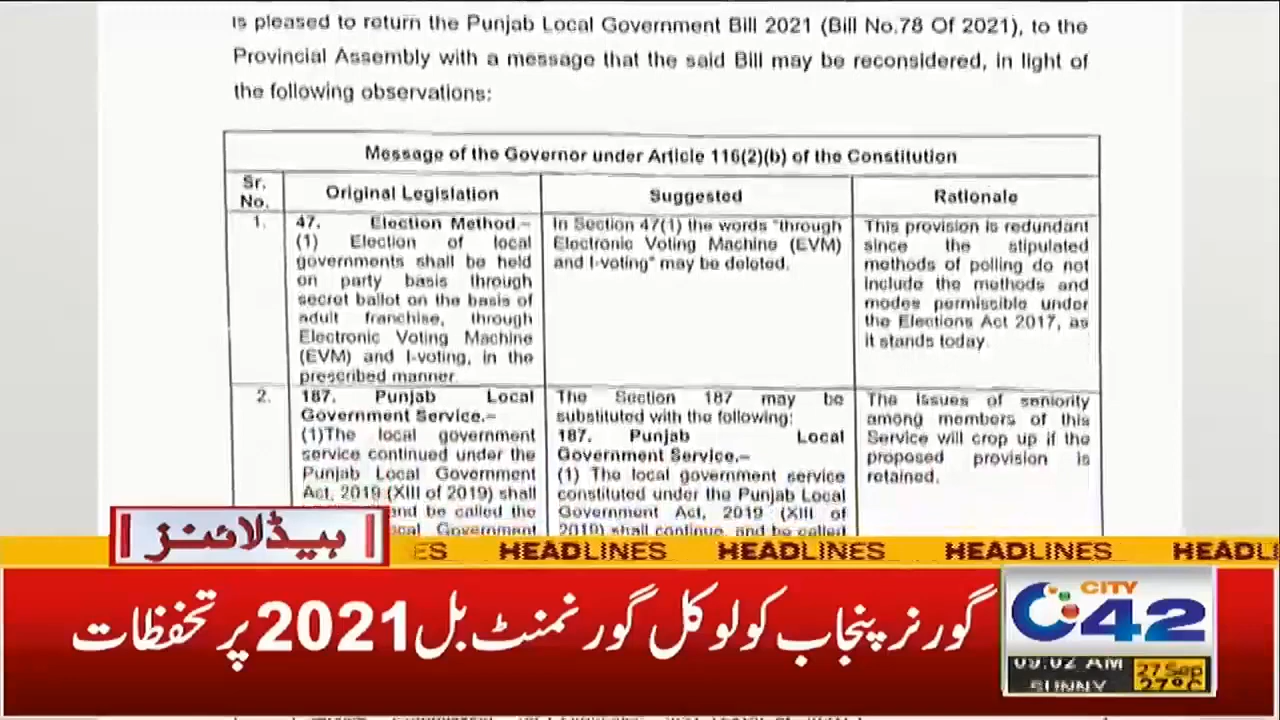 is pleased to return the Punjab Local Government Bill 2021 (Bill No.78 Of 2021), to the
Provincial Assembly with a message that the said Bill may be reconsidered, in light of
the following observations:
Message of the Governor under Article 116(2)(b) of the Constitution
Sr.
No.
Original Legislation
Suggested
Rationale
1.
47. Election Method.–
(1) Election of local
governments shall be held
on party basis through
secret ballot on the basis of
adult franchise, through
Electronic Voting Machine
(EVM) and I-voting, in the
prescribed manner.
In Section 47(1) the words "through
Electronic Voting Machine (EVM)
and I-voting" may be deleted.
This provision is redundant
since the stipulated
methods of polling do not
include the methods and
modes permissible under
the Elections Act 2017, as
it stands today.
2.
187. Punjab Local
Government Service.–
(1)The local government
service continued under the
Punjab Local Government
Act, 2019 (XIII of 2019) shall
and be called the
Government
The Section 187 may be
substituted with the following:
187. Punjab Local
Government Service.–
(1) The local government service
constituted under the Punjab Local
Government Act, 2019 (XIII of
2019) shall continue, and be called
The issues of seniority
among members of this
Service will crop up if the
proposed provision is
retained.
ہیڈلائنز
ES HEADLINES HEADLINES HEADLINES HEADL
گورنر پنجاب کو لوکل گورنمنٹ بل 2021 پر تحفظات
CITY
42
09:02 AM
27 Sep
SUNNY
27°C